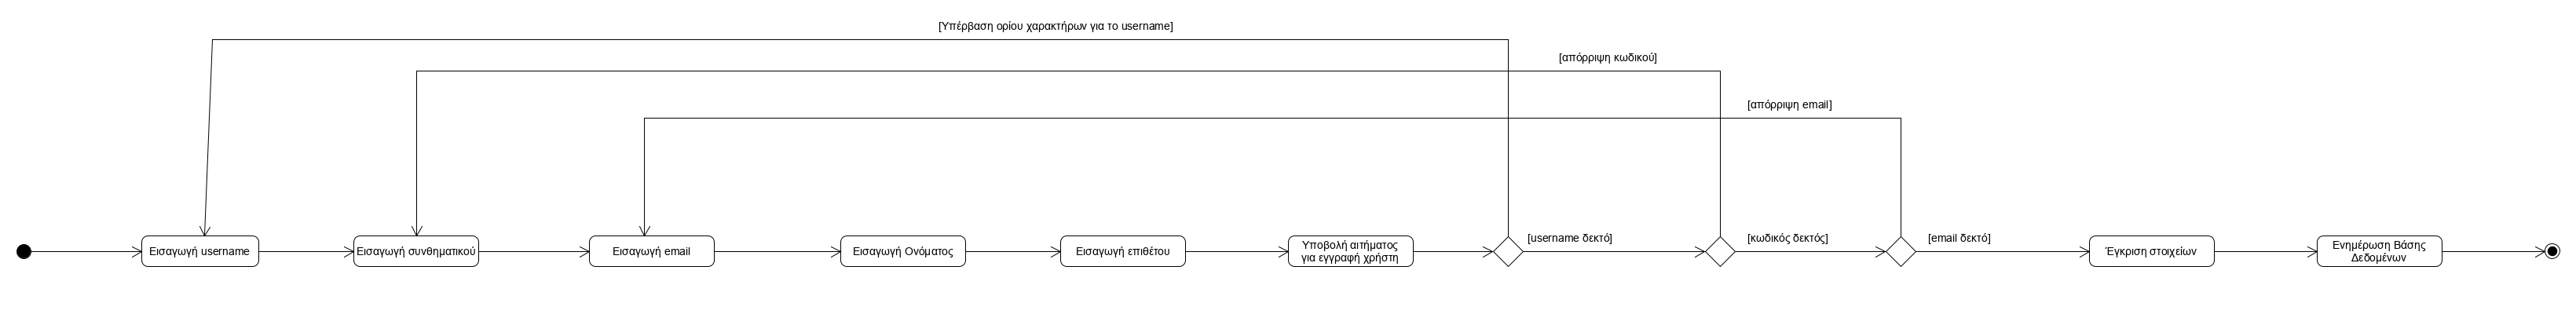 [Υπέρβαση ορίου χαρακτήρων για το username]
[απόρριψη κωδικού]
[απόρριψη email]
Εισαγωγή username
Εισαγωγή συνθηματικού
Εισαγωγή email
Εισαγωγή Ονόματος
Εισαγωγή επιθέτου
Υποβολή αιτήματος
για εγγραφή χρήστη
[username δεκτό]
[κωδικός δεκτός]
[email δεκτό]
Έγκριση στοιχείων
Ενημέρωση Βάσης
Δεδομένων